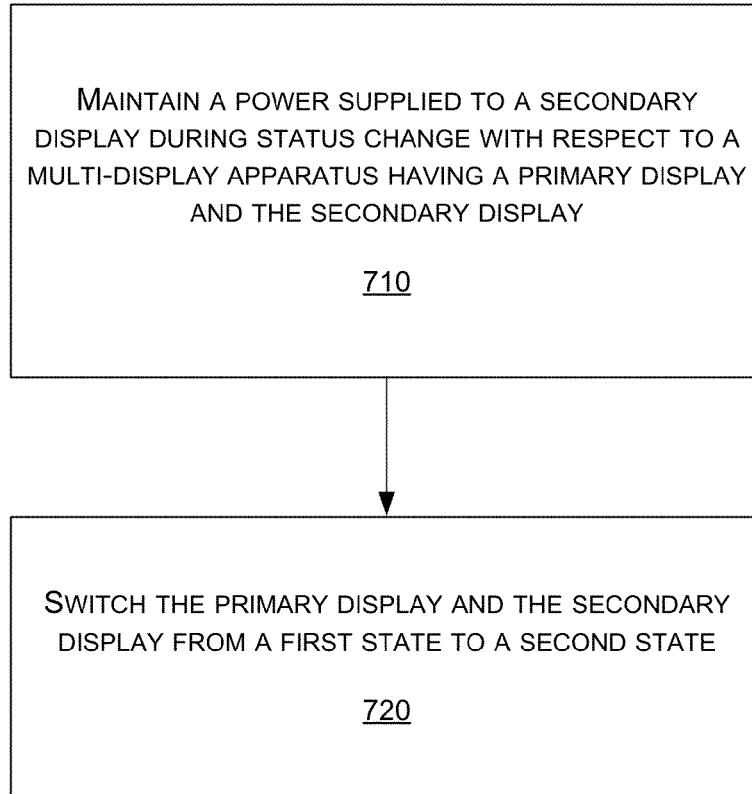 MAINTAIN A POWER SUPPLIED TO A SECONDARY
DISPLAY DURING STATUS CHANGE WITH RESPECT TO A
MULTI-DISPLAY APPARATUS HAVING A PRIMARY DISPLAY
AND THE SECONDARY DISPLAY
710
SWITCH THE PRIMARY DISPLAY AND THE SECONDARY
DISPLAY FROM A FIRST STATE TO A SECOND STATE
720